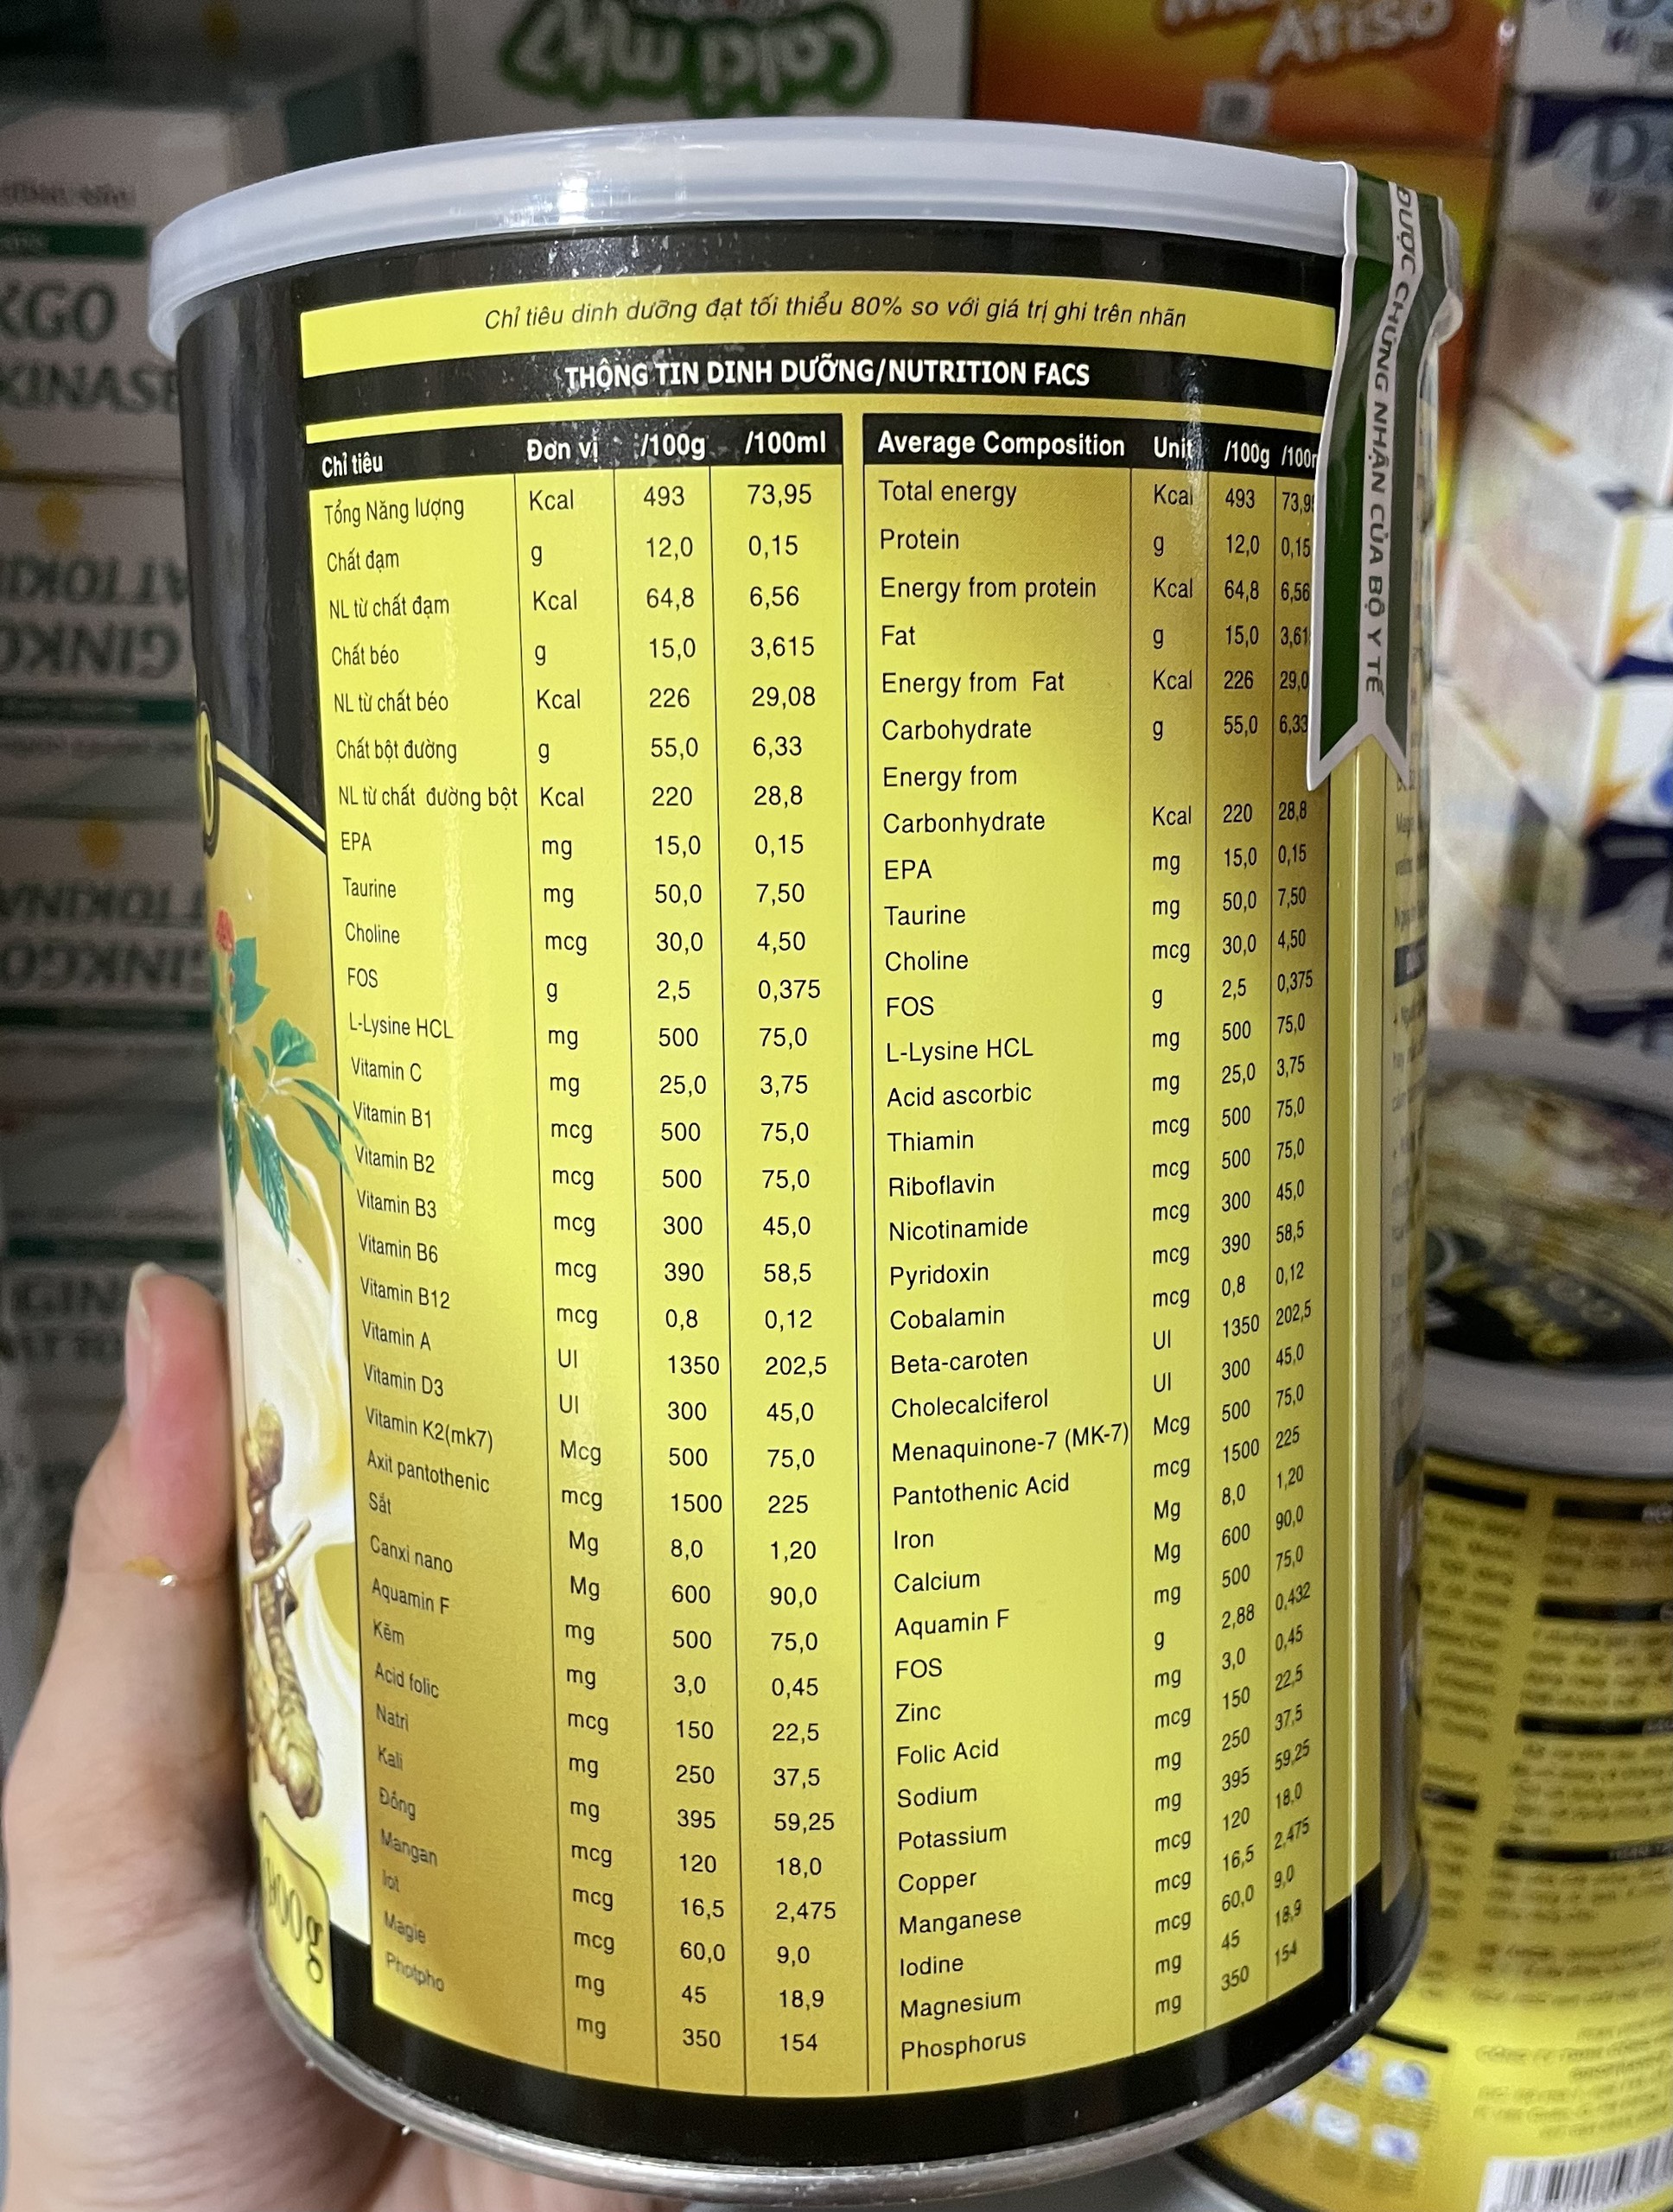 Chỉ tiêu dinh dưỡng đạt tối thiểu 80% so với giá trị ghi trên nhãn
THÔNG TIN DINH DƯỠNG/NUTRITION FACS
Chỉ tiêu Đơn vị /100g /100ml
Tổng Năng lượng Kcal 493 73,95
Chất đạm g 12,0 0,15
NL từ chất đạm Kcal 64,8 6,56
Chất béo g 15,0 3,615
NL từ chất béo Kcal 226 29,08
Chất bột đường g 55,0 6,33
NL từ chất đường bột Kcal 220 28,8
EPA mg 15,0 0,15
Taurine mg 50,0 7,50
Choline mcg 30,0 4,50
FOS g 2,5 0,375
L-Lysine HCL mg 500 75,0
Vitamin C mg 25,0 3,75
Vitamin B1 mcg 500 75,0
Vitamin B2 mcg 500 75,0
Vitamin B3 mcg 300 45,0
Vitamin B6 mcg 390 58,5
Vitamin B12 mcg 0,8 0,12
Vitamin A UI 1350 202,5
Vitamin D3 UI 300 45,0
Vitamin K2(mk7) Mcg 500 75,0
Axit pantothenic mcg 1500 225
Sắt Mg 8,0 1,20
Canxi nano Mg 600 90,0
Aquamin F mg 500 75,0
Kẽm mg 3,0 0,45
Acid folic mcg 150 22,5
Natri mg 250 37,5
Kali mg 395 59,25
Đồng mcg 120 18,0
Mangan mcg 16,5 2,475
Iot mcg 60,0 9,0
Magie mg 45 18,9
Photpho mg 350 154
Average Composition Unit /100g
Total energy Kcal 493
Protein g 12,0 0,15
Energy from protein Kcal 64,8 6,56
Fat g 15,0
Energy from Fat Kcal 226
Carbohydrate g 55,0 6,33
Energy from
Carbonhydrate Kcal 220 28,8
EPA mg 15,0 0,15
Taurine mg 50,0 7,50
Choline mcg 30,0 4,50
FOS g 2,5 0,375
L-Lysine HCL mg 500 75,0
Acid ascorbic mg 25,0 3,75
Thiamin mcg 500 75,0
Riboflavin mcg 500 75,0
Nicotinamide mcg 300 45,0
Pyridoxin mcg 390 58,5
Cobalamin mcg 0,8 0,12
Beta-caroten UI 1350 202,5
Cholecalciferol UI 300 45,0
Menaquinone-7 (MK-7) Mcg 500 75,0
Pantothenic Acid mcg 1500 225
Iron Mg 8,0 1,20
Calcium Mg 600 90,0
Aquamin F mg 500 75,0
FOS g 2,88 0,432
Zinc mg 3,0 0,45
Folic Acid mcg 150 22,5
Sodium mg 250 37,5
Potassium mg 395 59,25
Copper mcg 120 18,0
Manganese mcg 16,5 2,475
Iodine mcg 60,0 9,0
Magnesium mg 45 18,9
Phosphorus mg 350 154
ĐƯỢC CHỨNG NHẬN CỦA BỘ Y TẾ
Calci mk7
Atiso